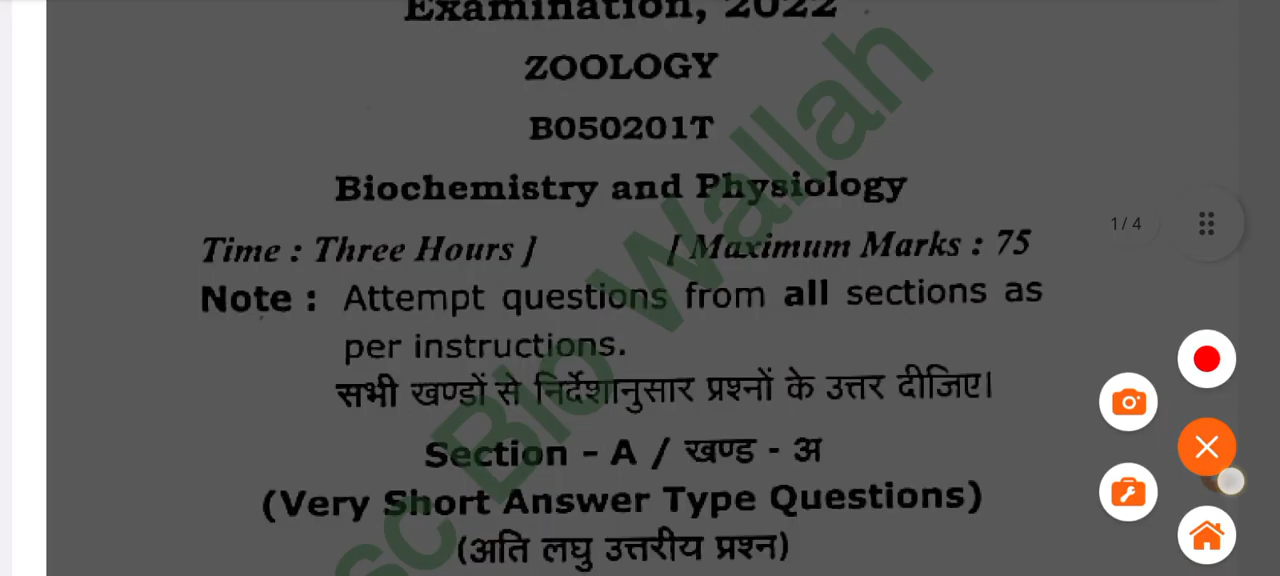 Examination, 2022
ZOOLOGY
B050201T
Biochemistry and Physiology
Time : Three Hours ] [ Maximum Marks : 75
1 / 4
Note : Attempt questions from all sections as
per instructions.
सभी खण्डों से निर्देशानुसार प्रश्नों के उत्तर दीजिए।
Section - A / खण्ड - अ
(Very Short Answer Type Questions)
(अति लघु उत्तरीय प्रश्न)
sc Bio Wallah